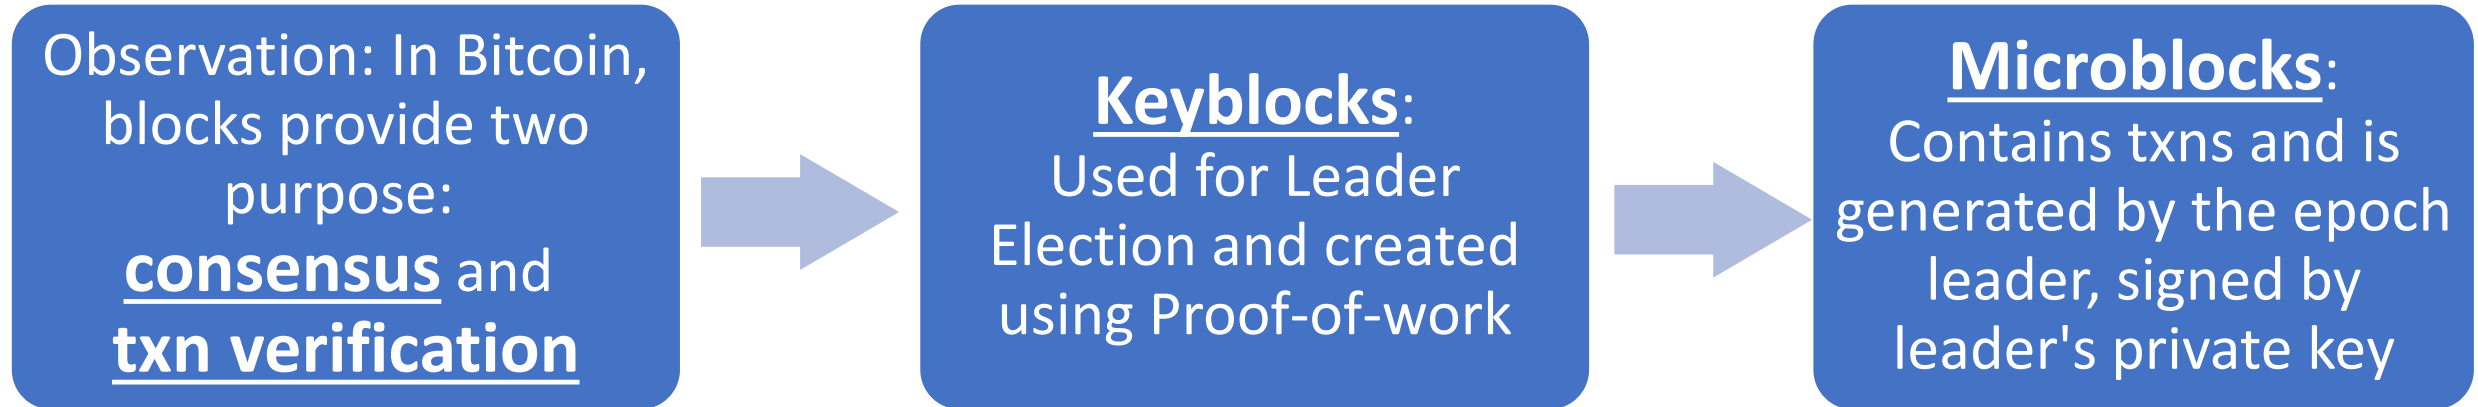 Observation: In Bitcoin,
blocks provide two
purpose:
consensus and
txn verification
Keyblocks:
Used for Leader
Election and created
using Proof-of-work
Microblocks:
Contains txns and is
generated by the epoch
leader, signed by
leader's private key